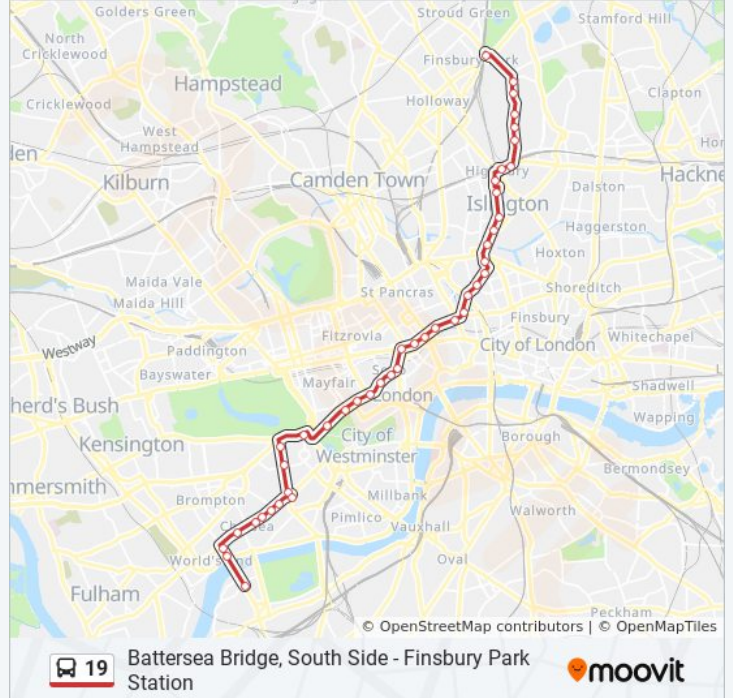 Golders Green
Stroud Green
Stamford Hill
North
Cricklewood
Finsbury Park
Hampstead
Cricklewood
Holloway
Clapton
West
Hampstead
den
Highbury
Kilburn
Camden Town
Dalston
Hackne
Islington
Haggerston
Hoxton
Maida Vale
St Pancras
Shoreditch
Maida Hill
Finsbury
Westway
Fitzrovia
Whitechapel
Paddington
City of London
Bayswater
Mayfair
Shadwell
London
herd's Bush
Wapping
City of
Westminster
Borough
Kensington
Bermondsey
mmersmith
Brompton
Millbank
Walworth
Pimlico
Chelsea
Vauxhall
World's End
Oval
Fulham
Peckham
© OpenStreetMap contributors | © OpenMapTiles
19
Battersea Bridge, South Side - Finsbury Park
Station
moovit